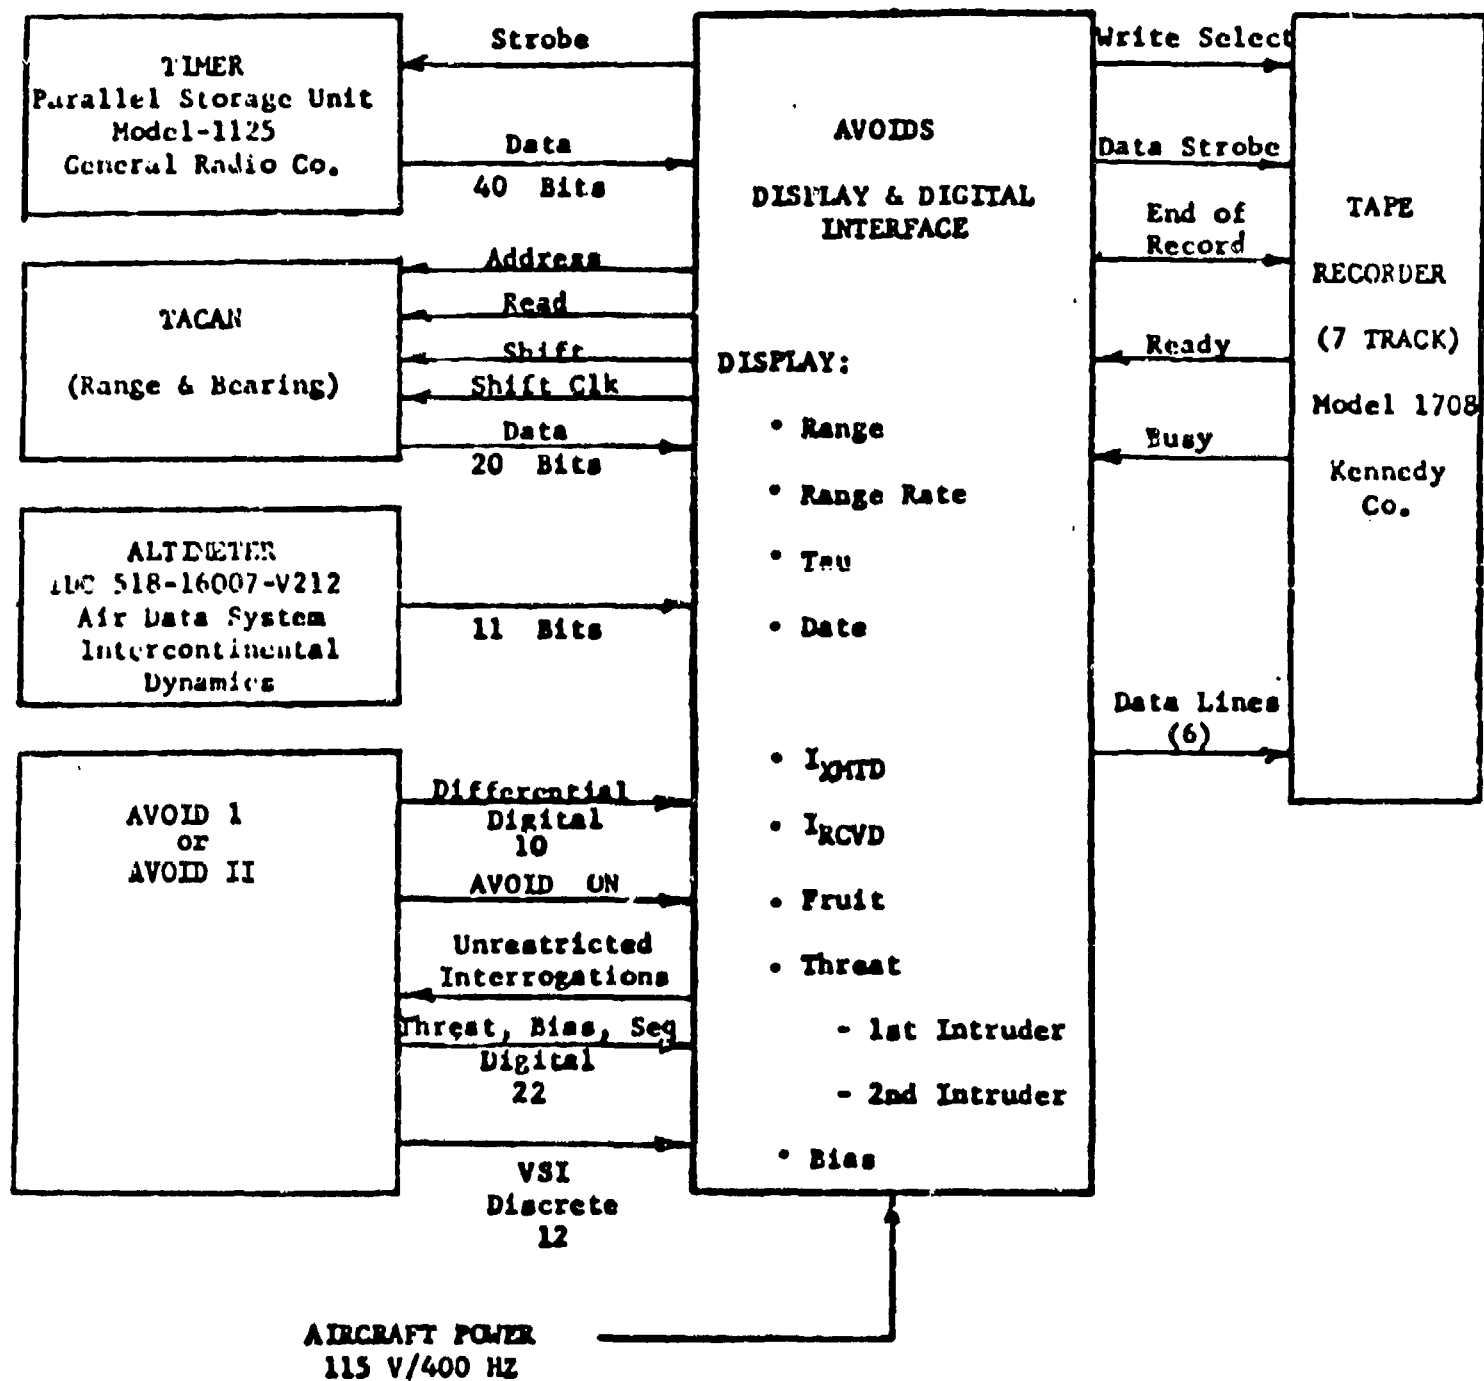 TIMER
Parallel Storage Unit
Model-1125
General Radio Co.
Strobe
Data
40 Bits
TACAN
(Range & Bearing)
Address
Read
Shift
Shift Clk
Data
20 Bits
ALTIMETER
IDC 518-16007-V212
Air Data System
Intercontinental
Dynamics
11 Bits
AVOID I
or
AVOID II
Differential
Digital
10
AVOID ON
Unrestricted
Interrogations
Threat, Bias, Seq
Digital
22
VSI
Discrete
12
AVOIDS
DISPLAY & DIGITAL
INTERFACE
DISPLAY:
• Range
• Range Rate
• Tau
• Date
• IXMTD
• IRCVD
• Fruit
• Threat
- 1st Intruder
- 2nd Intruder
• Bias
Write Select
Data Strobe
End of
Record
Ready
Busy
Data Lines
(6)
TAPE
RECORDER
(7 TRACK)
Model 1708
Kennedy
Co.
AIRCRAFT POWER
115 V/400 HZ